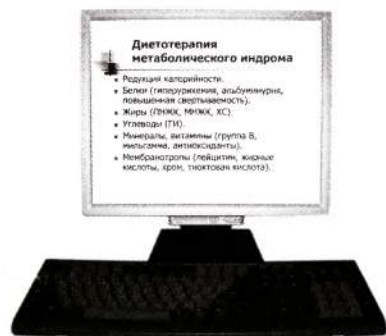 Диетотерапия
метаболического индрома
• Редукция калорийности.
• Белки (гиперурикемия, альбуминурия,
повышенная свертываемость).
• Жиры (ПНЖК, МНЖК, ХС).
• Углеводы (ГИ).
• Минералы, витамины (группа В,
мильгамма, антиоксиданты).
• Мембранотропы (лейцитин, жирные
кислоты, хром, тиоктовая кислота).